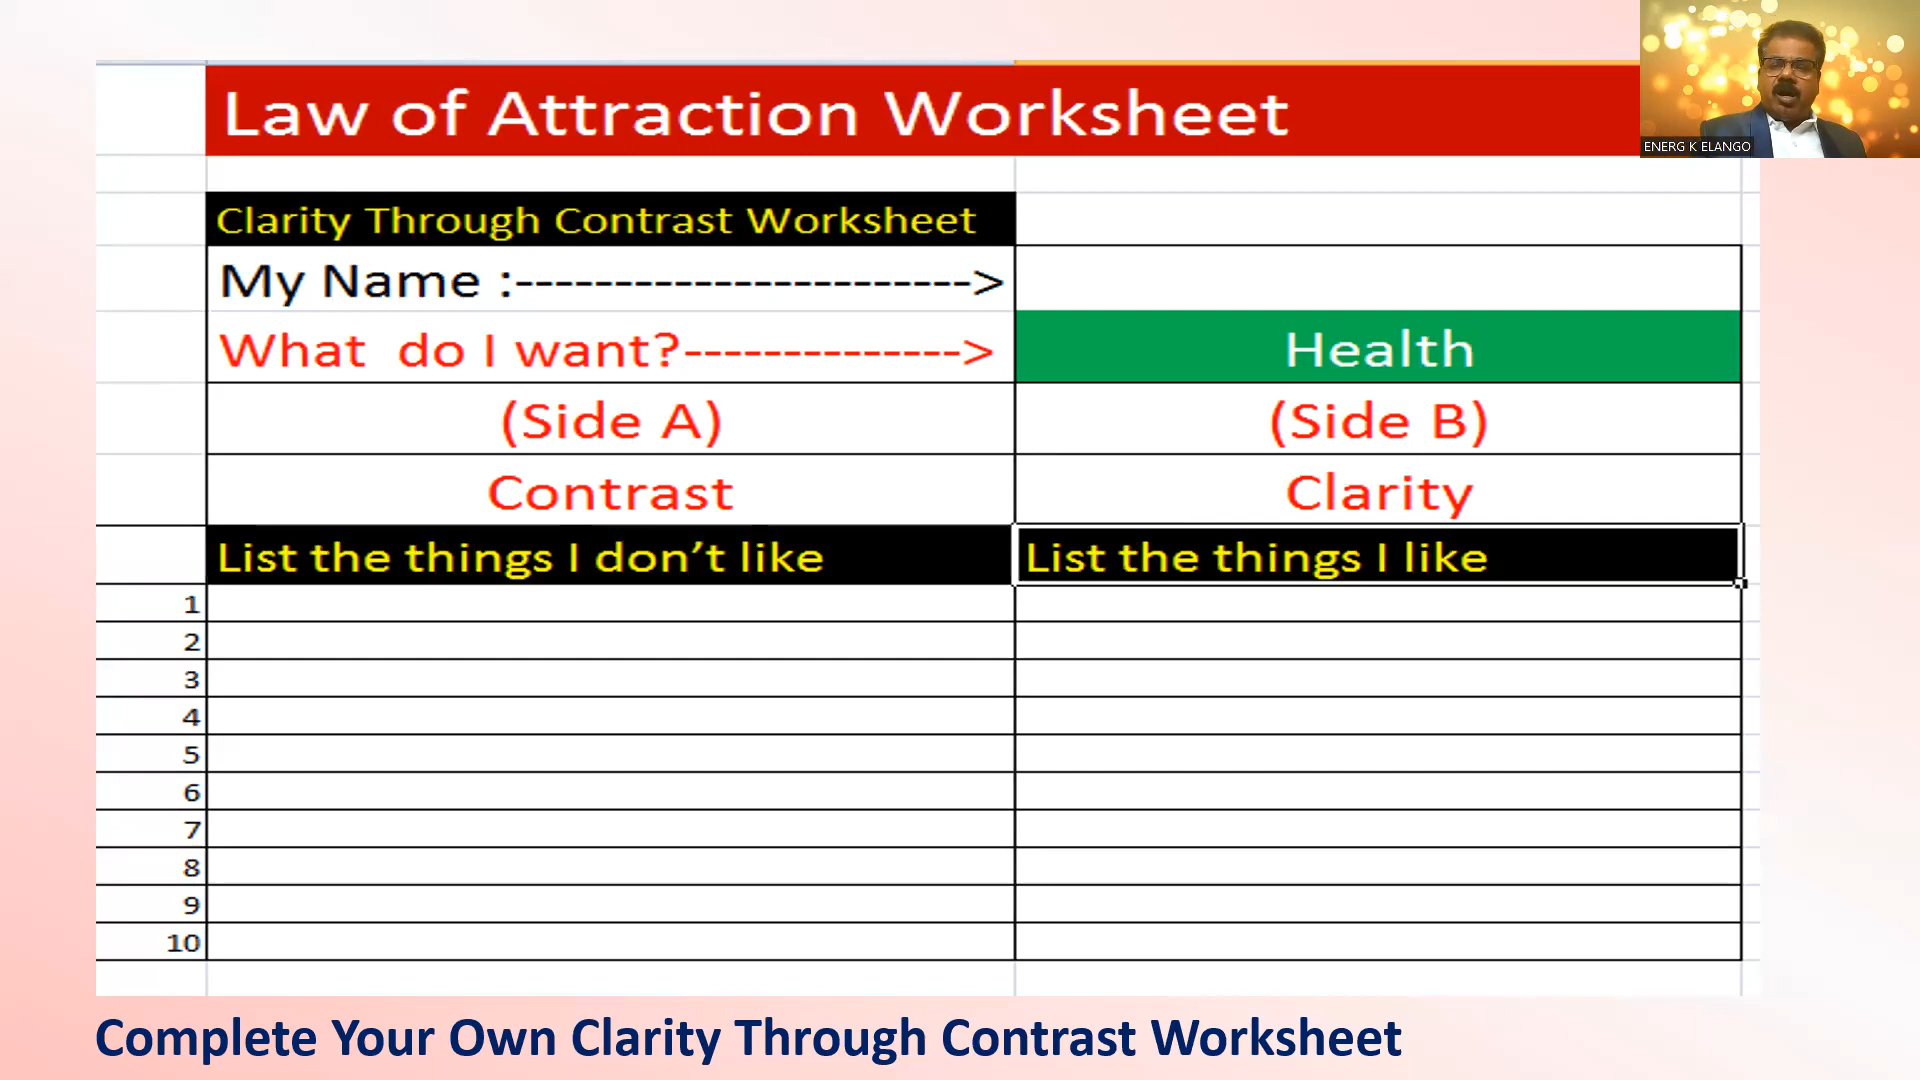 Law of Attraction Worksheet
ENERG K ELANGO
Clarity Through Contrast Worksheet
My Name :----------------------->
What  do I want?-------------->
Health
(Side A)
(Side B)
Contrast
Clarity
List the things I don’t like
List the things I like
1
2
3
4
5
6
7
8
9
10
Complete Your Own Clarity Through Contrast Worksheet